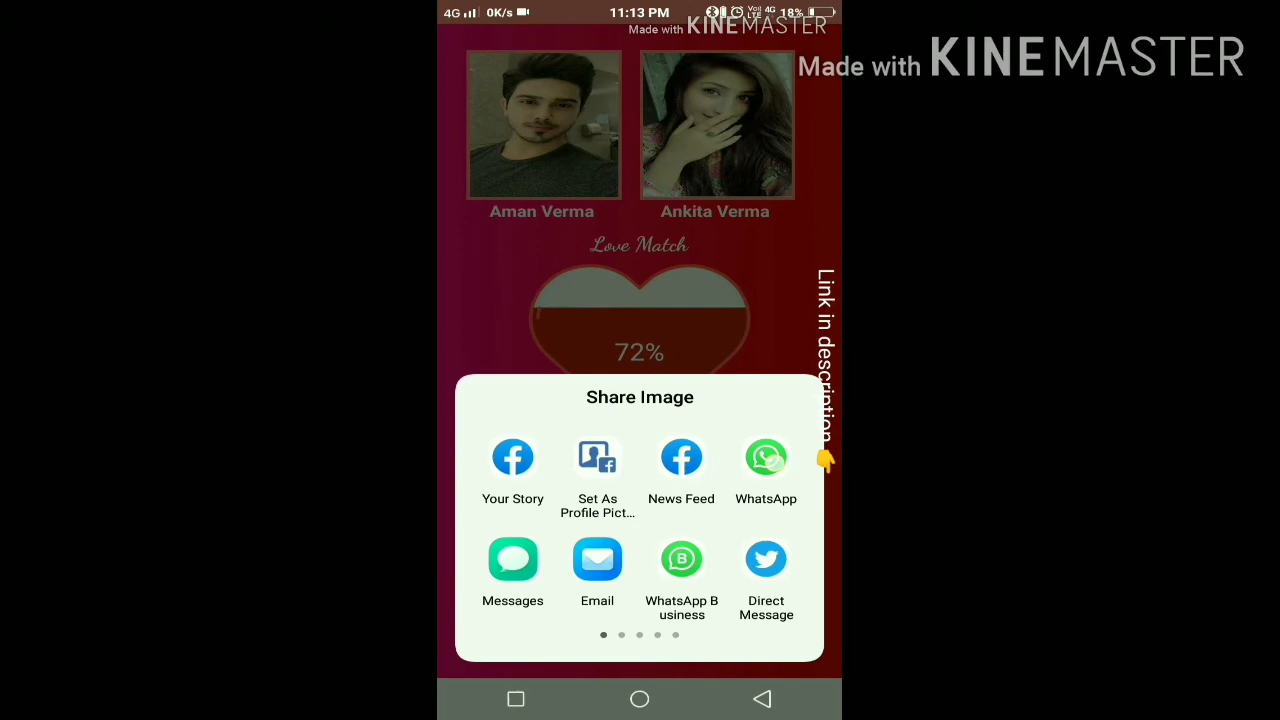 4G 0K/s 11:13 PM VoLTE 4G 18%
Made with KINEMASTER
Made with KINEMASTER
Aman Verma Ankita Verma
Love Match
72%
Link in description 👇
Share Image
Your Story Set As Profile Pict... News Feed WhatsApp
Messages Email WhatsApp B usiness Direct Message